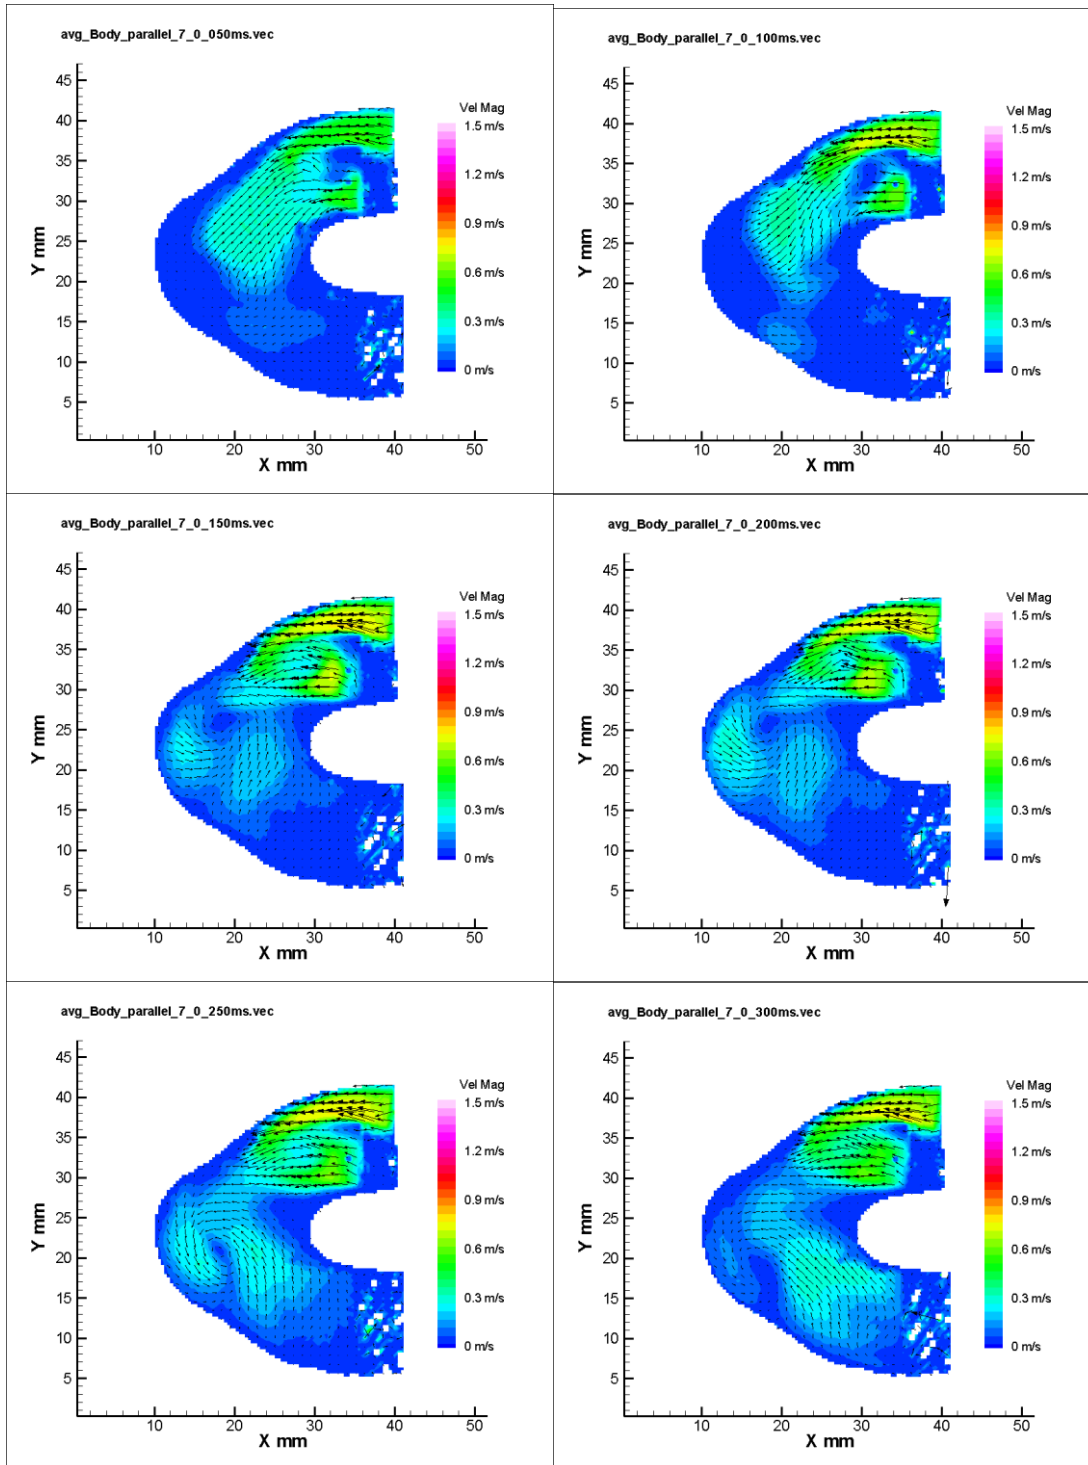 avg_Body_parallel_7_0_050ms.vec
45
40
35
30
25
20
15
10
5
Y mm
10 20 30 40 50
X mm
Vel Mag
1.5 m/s
1.2 m/s
0.9 m/s
0.6 m/s
0.3 m/s
0 m/s
avg_Body_parallel_7_0_100ms.vec
45
40
35
30
25
20
15
10
5
Y mm
10 20 30 40 50
X mm
Vel Mag
1.5 m/s
1.2 m/s
0.9 m/s
0.6 m/s
0.3 m/s
0 m/s
avg_Body_parallel_7_0_150ms.vec
45
40
35
30
25
20
15
10
5
Y mm
10 20 30 40 50
X mm
Vel Mag
1.5 m/s
1.2 m/s
0.9 m/s
0.6 m/s
0.3 m/s
0 m/s
avg_Body_parallel_7_0_200ms.vec
45
40
35
30
25
20
15
10
5
Y mm
10 20 30 40 50
X mm
Vel Mag
1.5 m/s
1.2 m/s
0.9 m/s
0.6 m/s
0.3 m/s
0 m/s
avg_Body_parallel_7_0_250ms.vec
45
40
35
30
25
20
15
10
5
Y mm
10 20 30 40 50
X mm
Vel Mag
1.5 m/s
1.2 m/s
0.9 m/s
0.6 m/s
0.3 m/s
0 m/s
avg_Body_parallel_7_0_300ms.vec
45
40
35
30
25
20
15
10
5
Y mm
10 20 30 40 50
X mm
Vel Mag
1.5 m/s
1.2 m/s
0.9 m/s
0.6 m/s
0.3 m/s
0 m/s